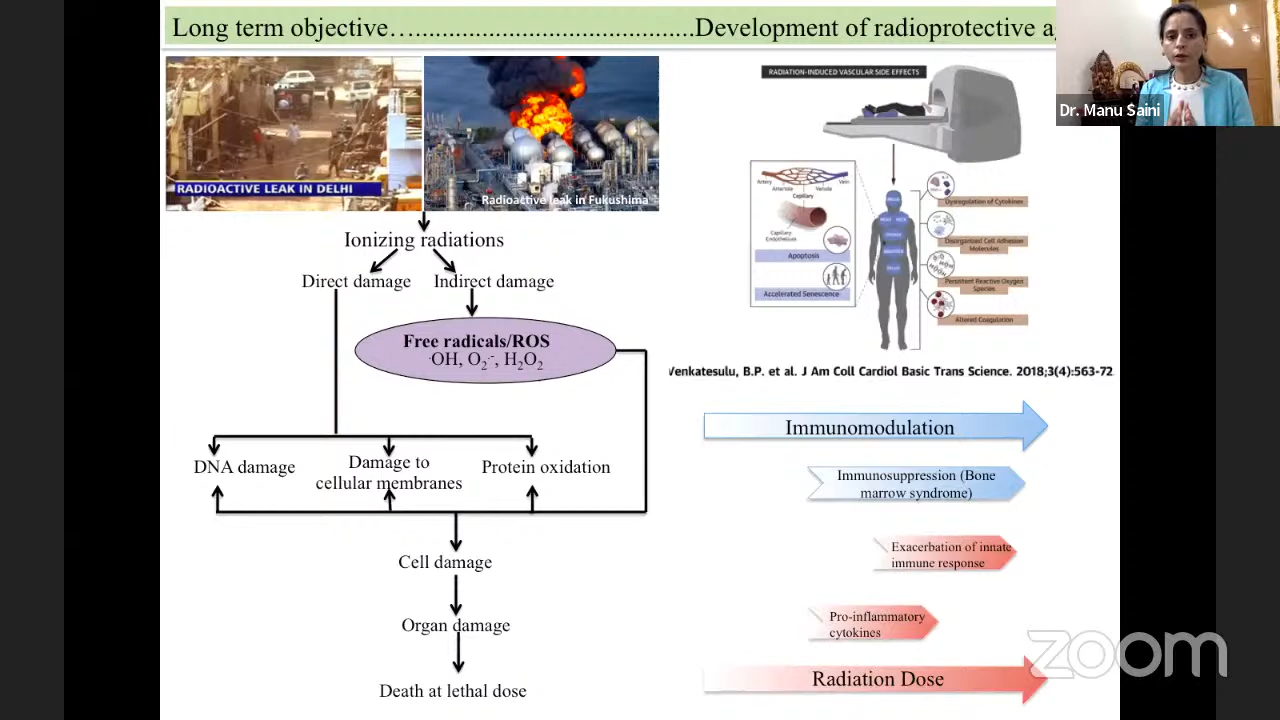 Long term objective…........................................Development of radioprotective a
Dr. Manu Saini
RADIOACTIVE LEAK IN DELHI
Radioactive leak in Fukushima
Ionizing radiations
Direct damage
Indirect damage
Free radicals/ROS
·OH, O₂·-, H₂O₂
DNA damage
Damage to
cellular membranes
Protein oxidation
Cell damage
Organ damage
Death at lethal dose
RADIATION-INDUCED VASCULAR SIDE EFFECTS
Artery
Arteriole
Capillary
Venule
Vein
Capillary
Endothelium
Apoptosis
Accelerated Senescence
Dysregulation of Cytokines
Disorganized Cell Adhesion
Molecules
Persistent Reactive Oxygen
Species
Altered Coagulation
Venkatesulu, B.P. et al. J Am Coll Cardiol Basic Trans Science. 2018;3(4):563-72
Immunomodulation
Immunosuppression (Bone
marrow syndrome)
Exacerbation of innate
immune response
Pro-inflammatory
cytokines
Radiation Dose
zoom